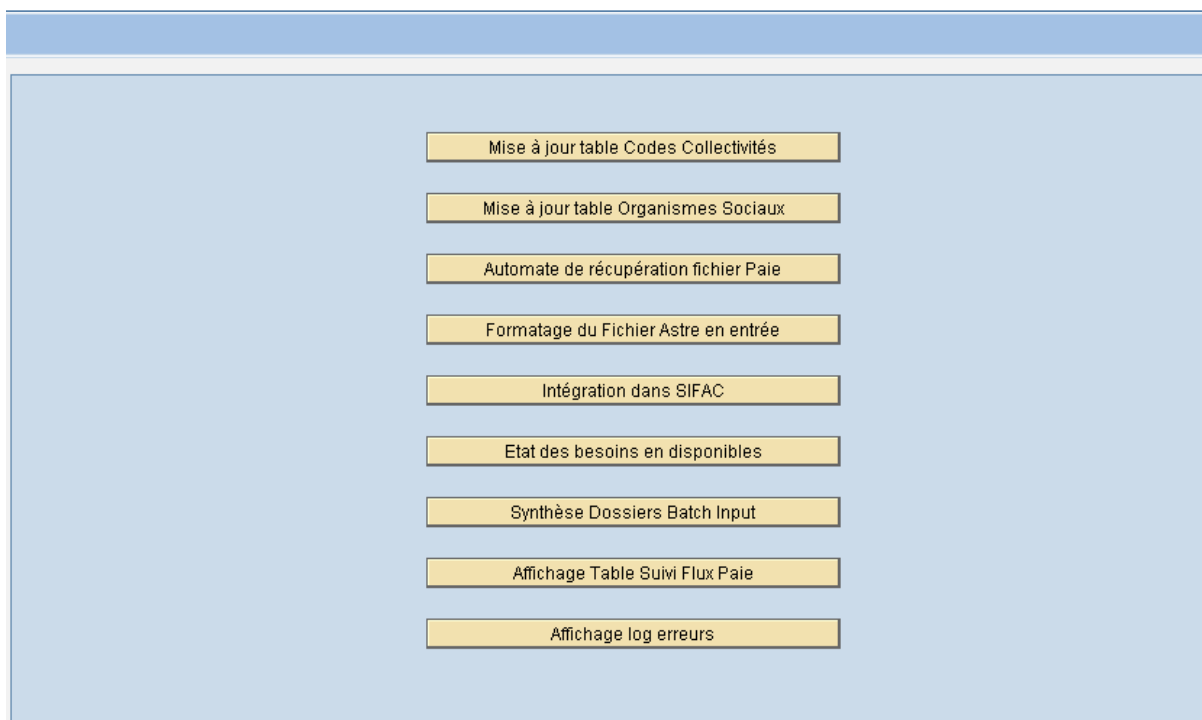 Mise à jour table Codes Collectivités
Mise à jour table Organismes Sociaux
Automate de récupération fichier Paie
Formatage du Fichier Astre en entrée
Intégration dans SIFAC
Etat des besoins en disponibles
Synthèse Dossiers Batch Input
Affichage Table Suivi Flux Paie
Affichage log erreurs